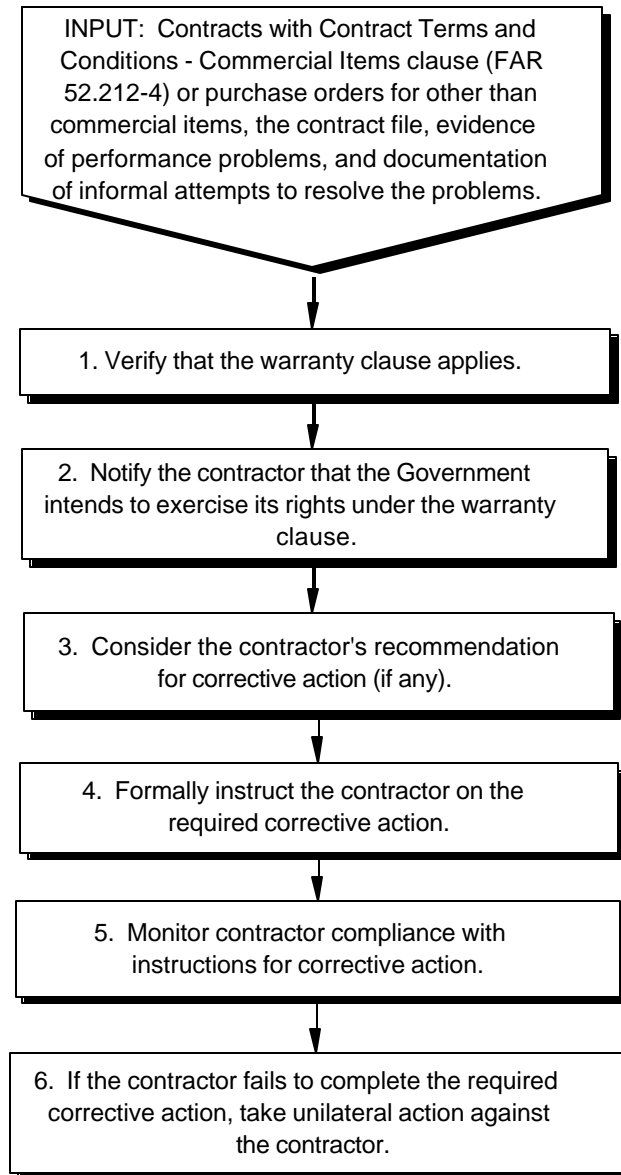 INPUT: Contracts with Contract Terms and
Conditions - Commercial Items clause (FAR
52.212-4) or purchase orders for other than
commercial items, the contract file, evidence
of performance problems, and documentation
of informal attempts to resolve the problems.
1. Verify that the warranty clause applies.
2. Notify the contractor that the Government
intends to exercise its rights under the warranty
clause.
3. Consider the contractor's recommendation
for corrective action (if any).
4. Formally instruct the contractor on the
required corrective action.
5. Monitor contractor compliance with
instructions for corrective action.
6. If the contractor fails to complete the required
corrective action, take unilateral action against
the contractor.